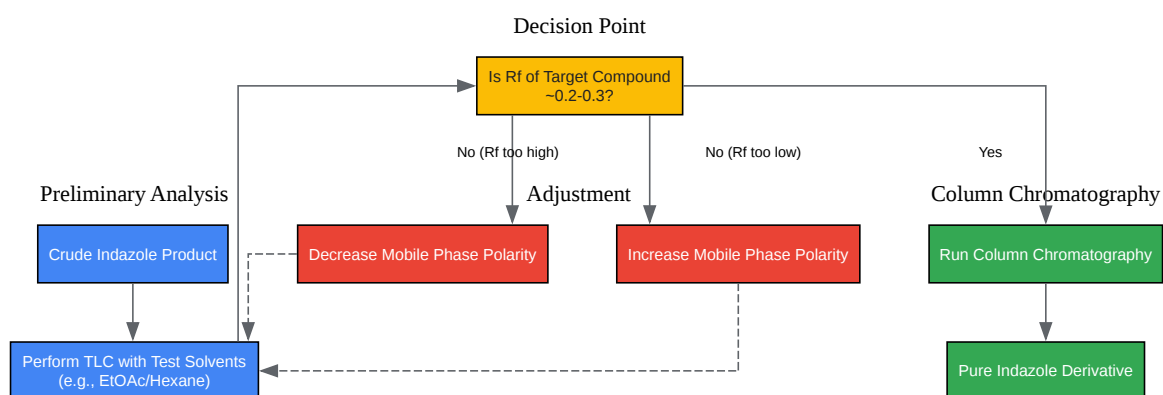 Decision Point
Is Rf of Target Compound
~0.2-0.3?
No (Rf too high)
No (Rf too low)
Yes
Preliminary Analysis
Adjustment
Column Chromatography
Crude Indazole Product
Decrease Mobile Phase Polarity
Increase Mobile Phase Polarity
Run Column Chromatography
Perform TLC with Test Solvents
(e.g., EtOAc/Hexane)
Pure Indazole Derivative